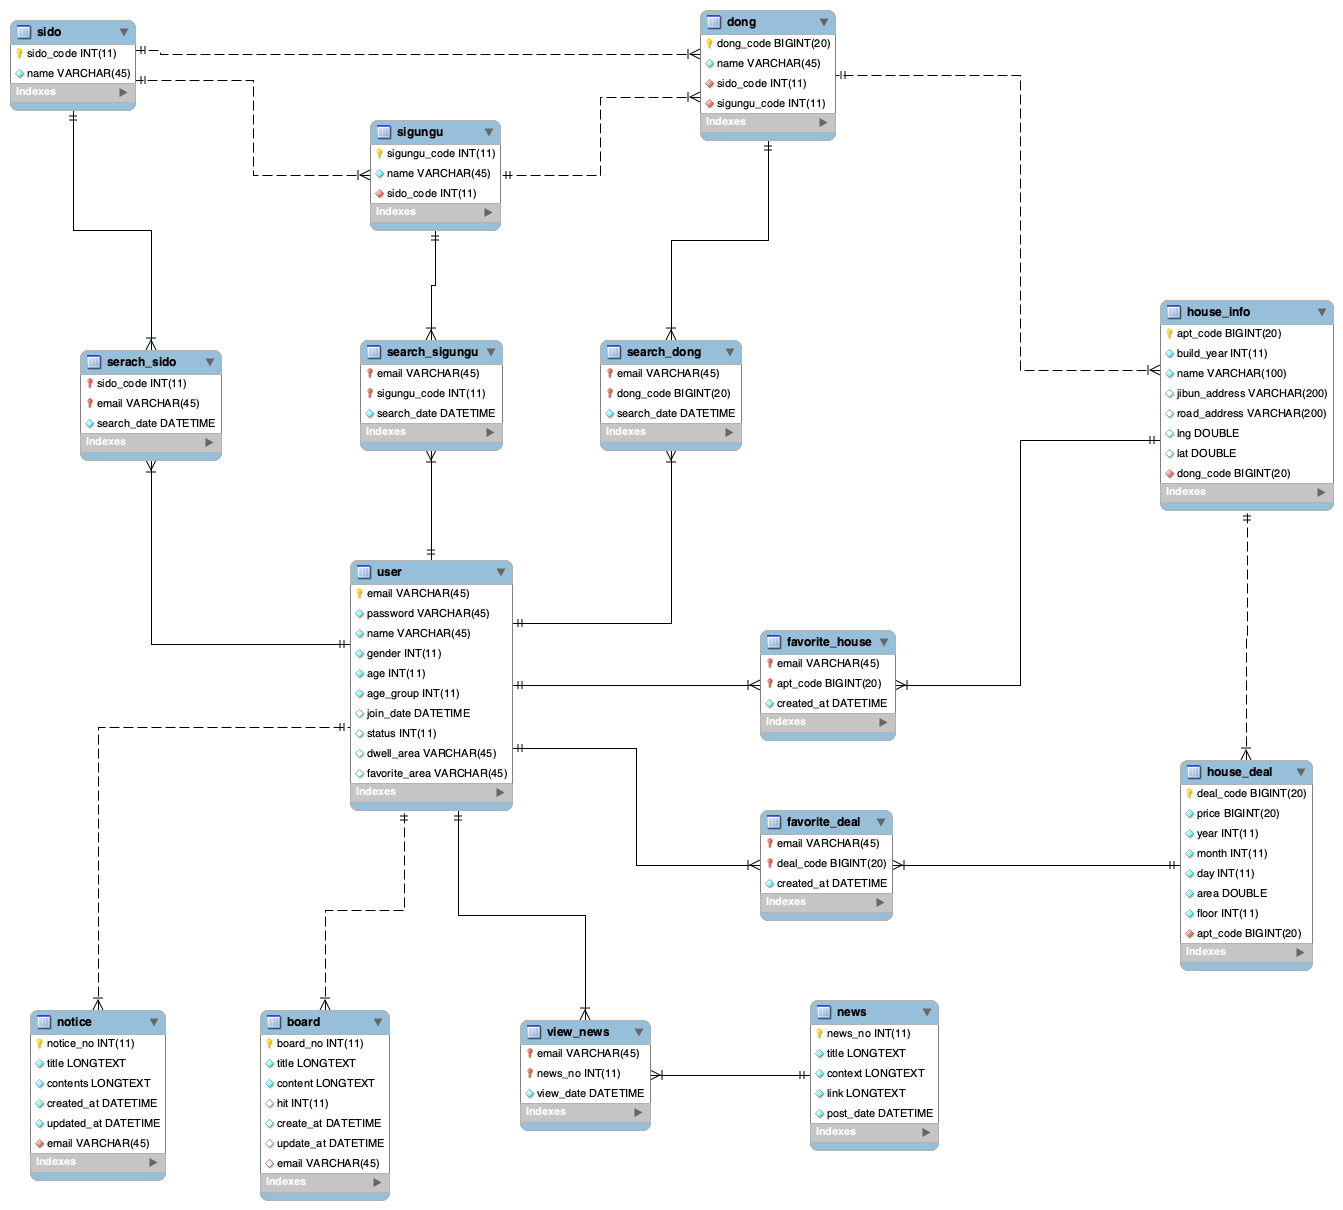 sido
sido_code INT(11)
name VARCHAR(45)
Indexes
dong
dong_code BIGINT(20)
name VARCHAR(45)
sido_code INT(11)
sigungu_code INT(11)
Indexes
sigungu
sigungu_code INT(11)
name VARCHAR(45)
sido_code INT(11)
Indexes
house_info
apt_code BIGINT(20)
build_year INT(11)
name VARCHAR(100)
jibun_address VARCHAR(200)
road_address VARCHAR(200)
lng DOUBLE
lat DOUBLE
dong_code BIGINT(20)
Indexes
serach_sido
sido_code INT(11)
email VARCHAR(45)
search_date DATETIME
Indexes
search_sigungu
email VARCHAR(45)
sigungu_code INT(11)
search_date DATETIME
Indexes
search_dong
email VARCHAR(45)
dong_code BIGINT(20)
search_date DATETIME
Indexes
user
email VARCHAR(45)
password VARCHAR(45)
name VARCHAR(45)
gender INT(11)
age INT(11)
age_group INT(11)
join_date DATETIME
status INT(11)
dwell_area VARCHAR(45)
favorite_area VARCHAR(45)
Indexes
favorite_house
email VARCHAR(45)
apt_code BIGINT(20)
created_at DATETIME
Indexes
favorite_deal
email VARCHAR(45)
deal_code BIGINT(20)
created_at DATETIME
Indexes
house_deal
deal_code BIGINT(20)
price BIGINT(20)
year INT(11)
month INT(11)
day INT(11)
area DOUBLE
floor INT(11)
apt_code BIGINT(20)
Indexes
notice
notice_no INT(11)
title LONGTEXT
contents LONGTEXT
created_at DATETIME
updated_at DATETIME
email VARCHAR(45)
Indexes
board
board_no INT(11)
title LONGTEXT
content LONGTEXT
hit INT(11)
create_at DATETIME
update_at DATETIME
email VARCHAR(45)
Indexes
view_news
email VARCHAR(45)
news_no INT(11)
view_date DATETIME
Indexes
news
news_no INT(11)
title LONGTEXT
context LONGTEXT
link LONGTEXT
post_date DATETIME
Indexes